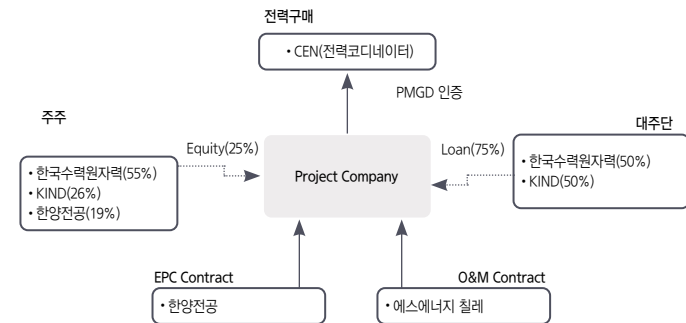 전력구매
• CEN(전력코디네이터)
PMGD 인증
주주
대주단
Equity(25%)
Loan(75%)
• 한국수력원자력(55%)
• KIND(26%)
• 한양전공(19%)
Project Company
• 한국수력원자력(50%)
• KIND(50%)
EPC Contract
O&M Contract
• 한양전공
• 에스에너지 칠레